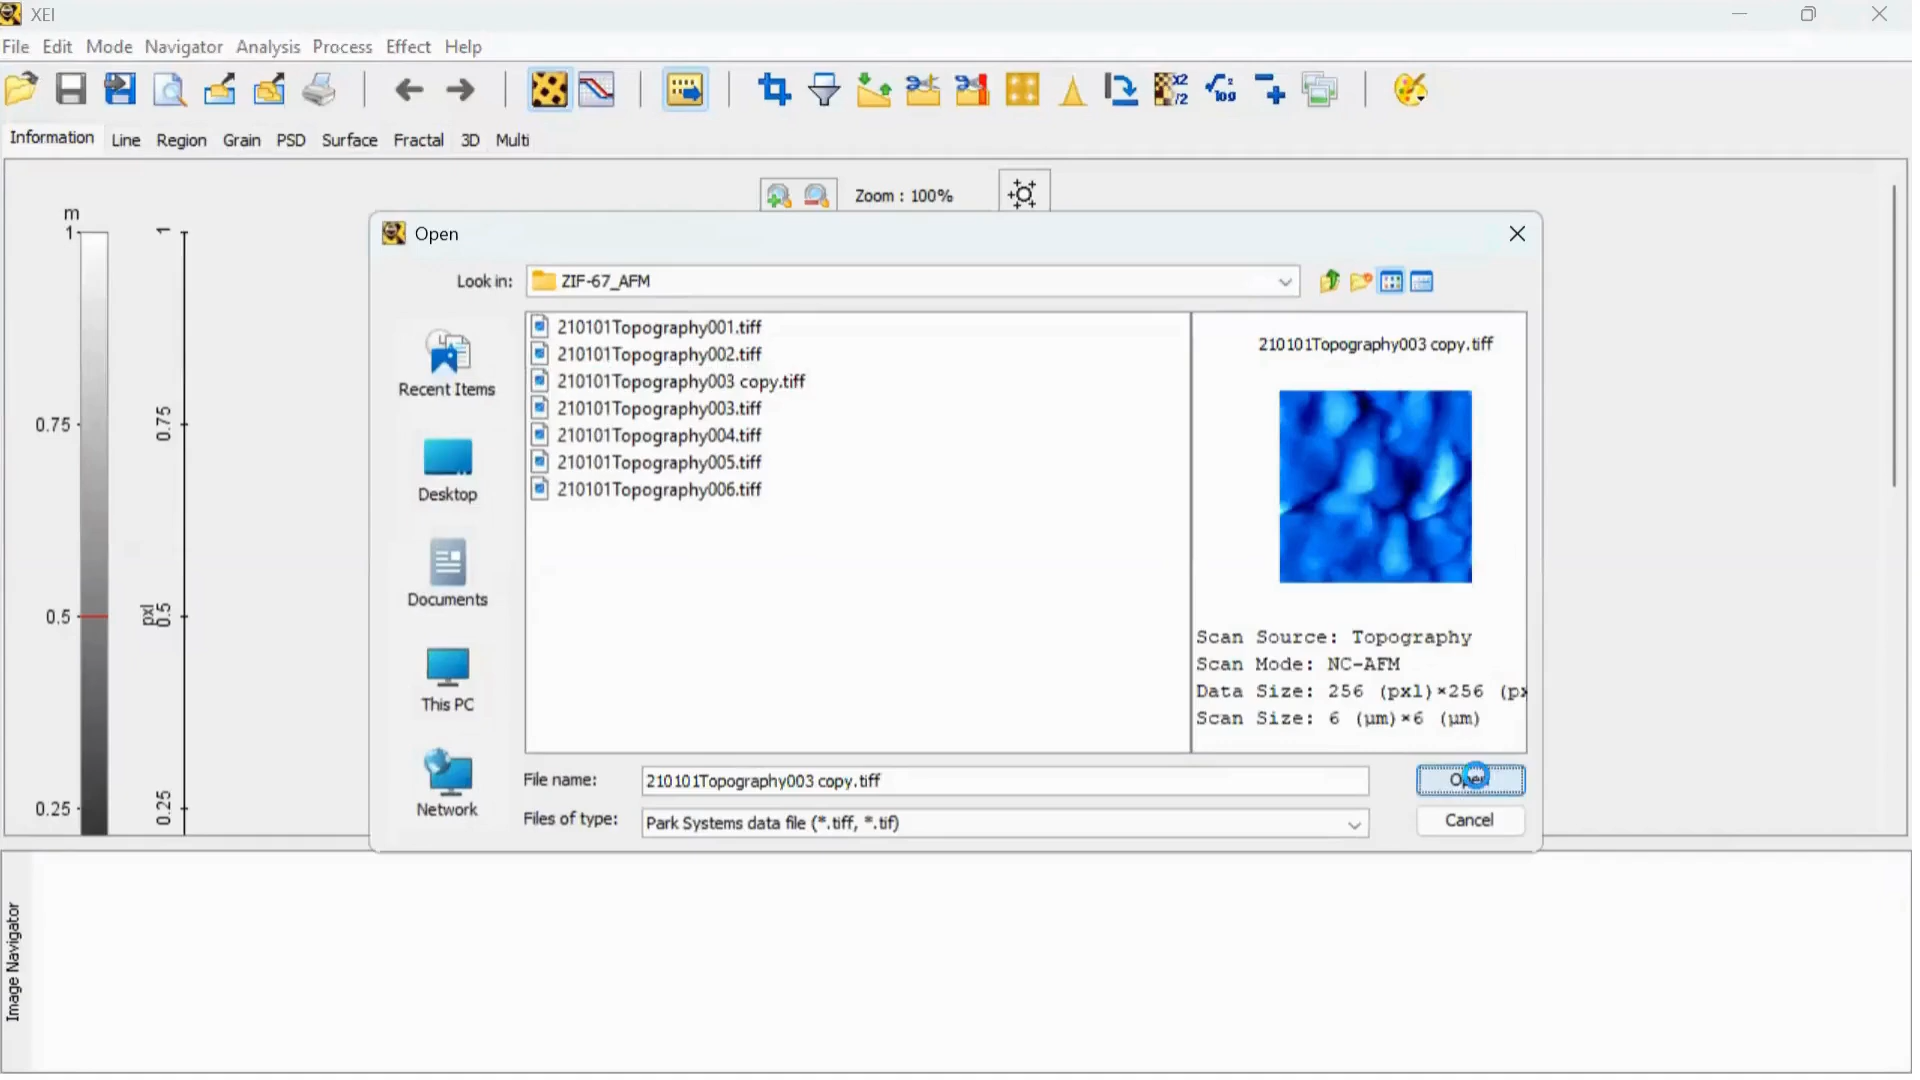 XEI
File Edit Mode Navigator Analysis Process Effect Help
x2
/2
log
Information Line Region Grain PSD Surface Fractal 3D Multi
Zoom : 100%
m
1
0.75
0.5
0.25
1
0.75
0.5
0.25
pxl
Open
Look in: ZIF-67_AFM
Recent Items
Desktop
Documents
This PC
Network
210101Topography001.tiff
210101Topography002.tiff
210101Topography003 copy.tiff
210101Topography003.tiff
210101Topography004.tiff
210101Topography005.tiff
210101Topography006.tiff
210101Topography003 copy.tiff
Scan Source: Topography
Scan Mode: NC-AFM
Data Size: 256 (pxl)×256 (px
Scan Size: 6 (μm)×6 (μm)
File name: 210101Topography003 copy.tiff
Open
Files of type: Park Systems data file (*.tiff, *.tif)
Cancel
Image Navigator